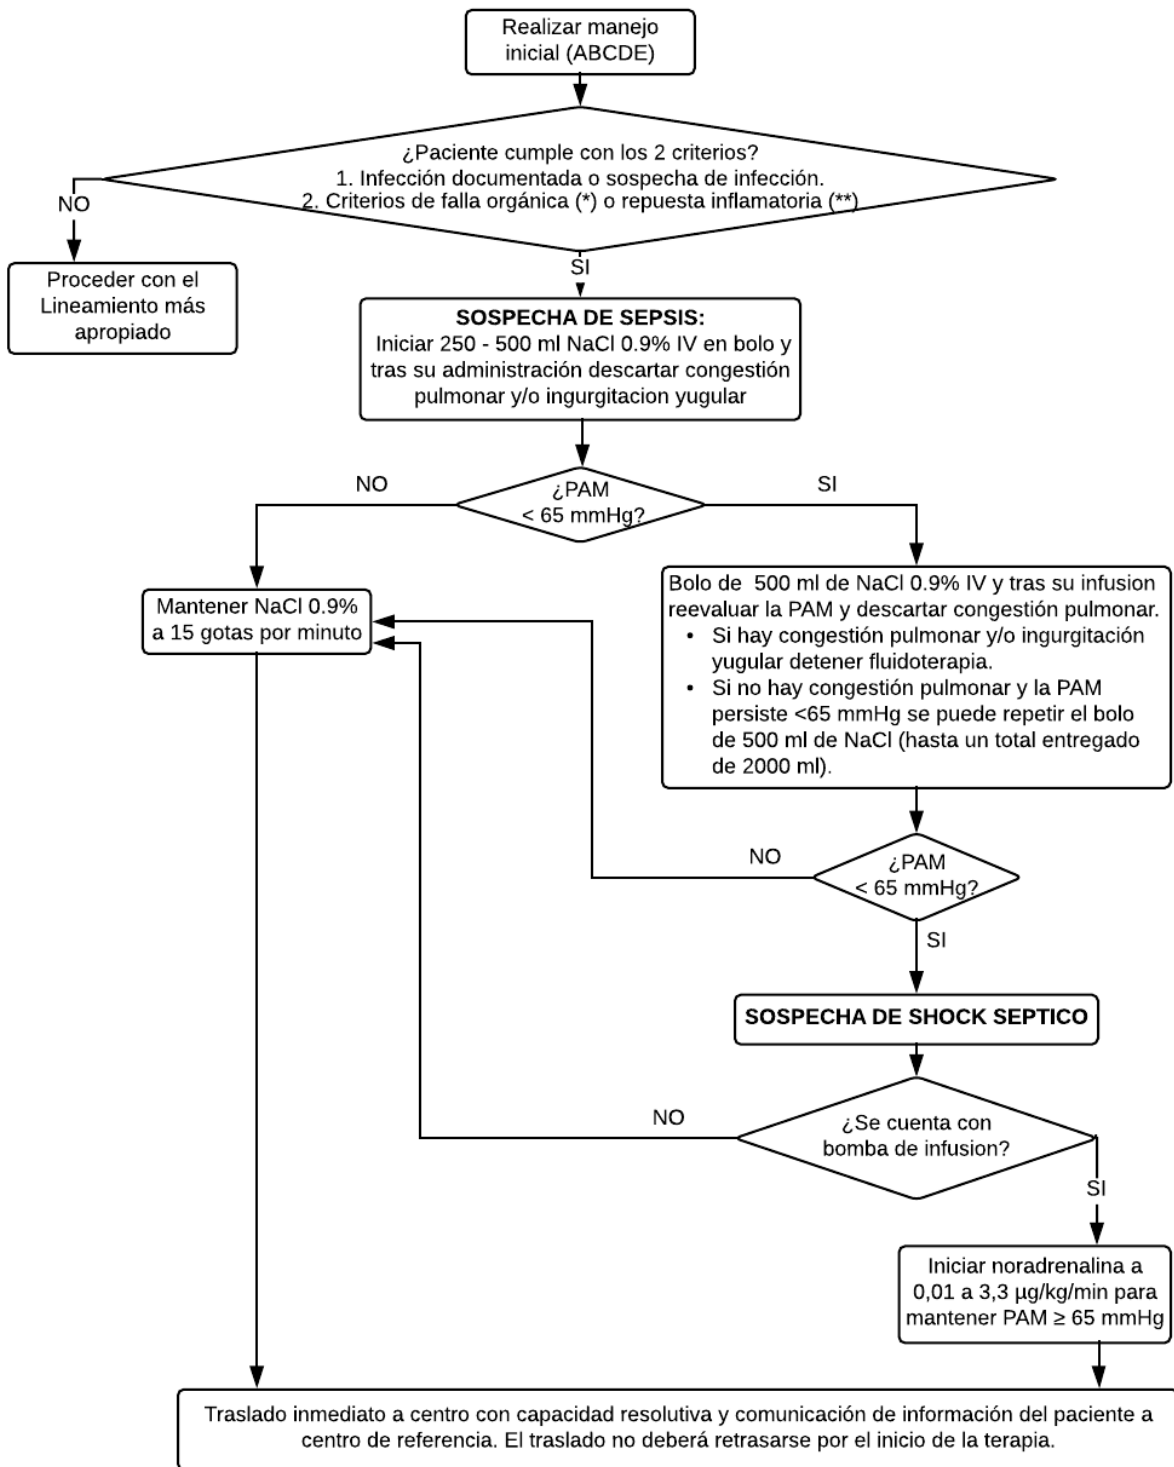 Realizar manejo
inicial (ABCDE)
¿Paciente cumple con los 2 criterios?
1. Infección documentada o sospecha de infección.
2. Criterios de falla orgánica (*) o repuesta inflamatoria (**)
NO
Proceder con el
Lineamiento más
apropiado
SI
SOSPECHA DE SEPSIS:
Iniciar 250 - 500 ml NaCl 0.9% IV en bolo y
tras su administración descartar congestión
pulmonar y/o ingurgitacion yugular
¿PAM
< 65 mmHg?
NO
SI
Mantener NaCl 0.9%
a 15 gotas por minuto
Bolo de 500 ml de NaCl 0.9% IV y tras su infusion
reevaluar la PAM y descartar congestión pulmonar.
• Si hay congestión pulmonar y/o ingurgitación
yugular detener fluidoterapia.
• Si no hay congestión pulmonar y la PAM
persiste <65 mmHg se puede repetir el bolo
de 500 ml de NaCl (hasta un total entregado
de 2000 ml).
¿PAM
< 65 mmHg?
NO
SI
SOSPECHA DE SHOCK SEPTICO
¿Se cuenta con
bomba de infusion?
NO
SI
Iniciar noradrenalina a
0,01 a 3,3 µg/kg/min para
mantener PAM ≥ 65 mmHg
Traslado inmediato a centro con capacidad resolutiva y comunicación de información del paciente a
centro de referencia. El traslado no deberá retrasarse por el inicio de la terapia.